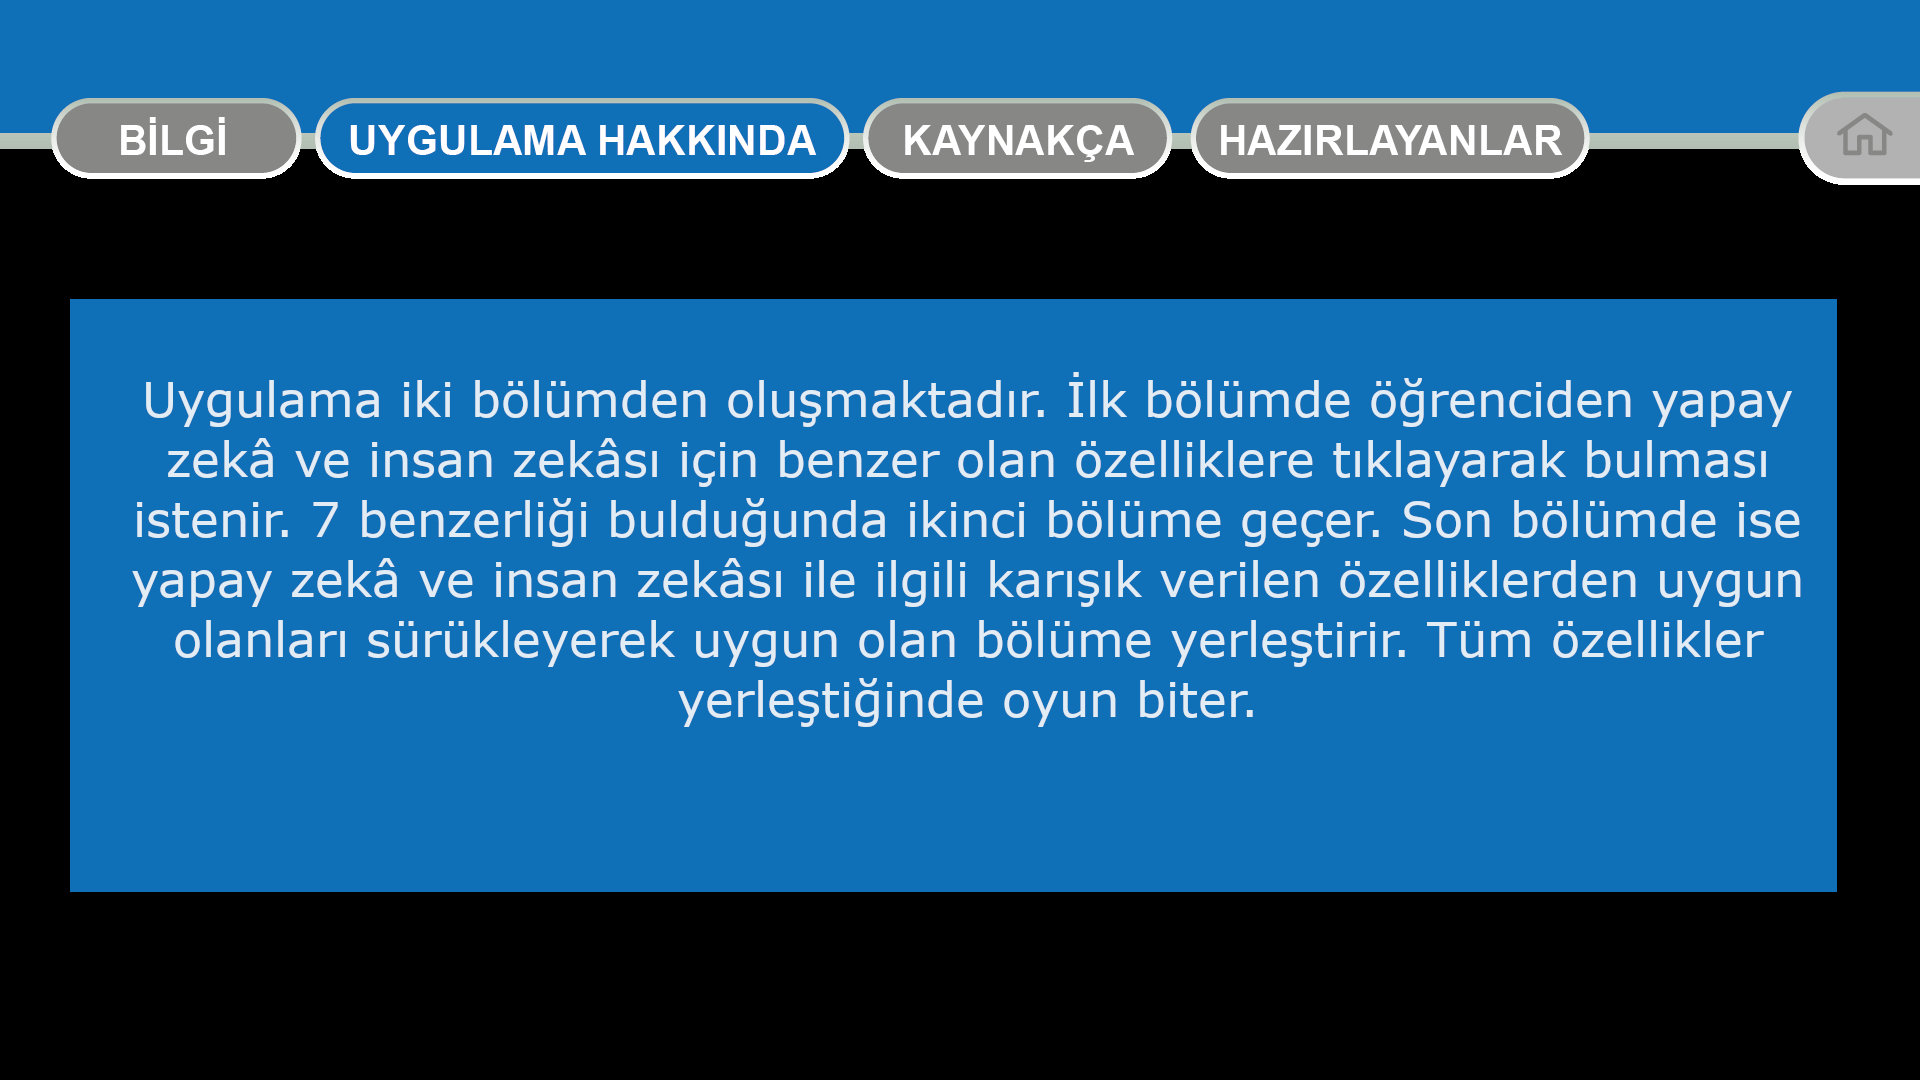 BİLGİ
UYGULAMA HAKKINDA
KAYNAKÇA
HAZIRLAYANLAR
Uygulama iki bölümden oluşmaktadır. İlk bölümde öğrenciden yapay
zekâ ve insan zekâsı için benzer olan özelliklere tıklayarak bulması
istenir. 7 benzerliği bulduğunda ikinci bölüme geçer. Son bölümde ise
yapay zekâ ve insan zekâsı ile ilgili karışık verilen özelliklerden uygun
olanları sürükleyerek uygun olan bölüme yerleştirir. Tüm özellikler
yerleştiğinde oyun biter.